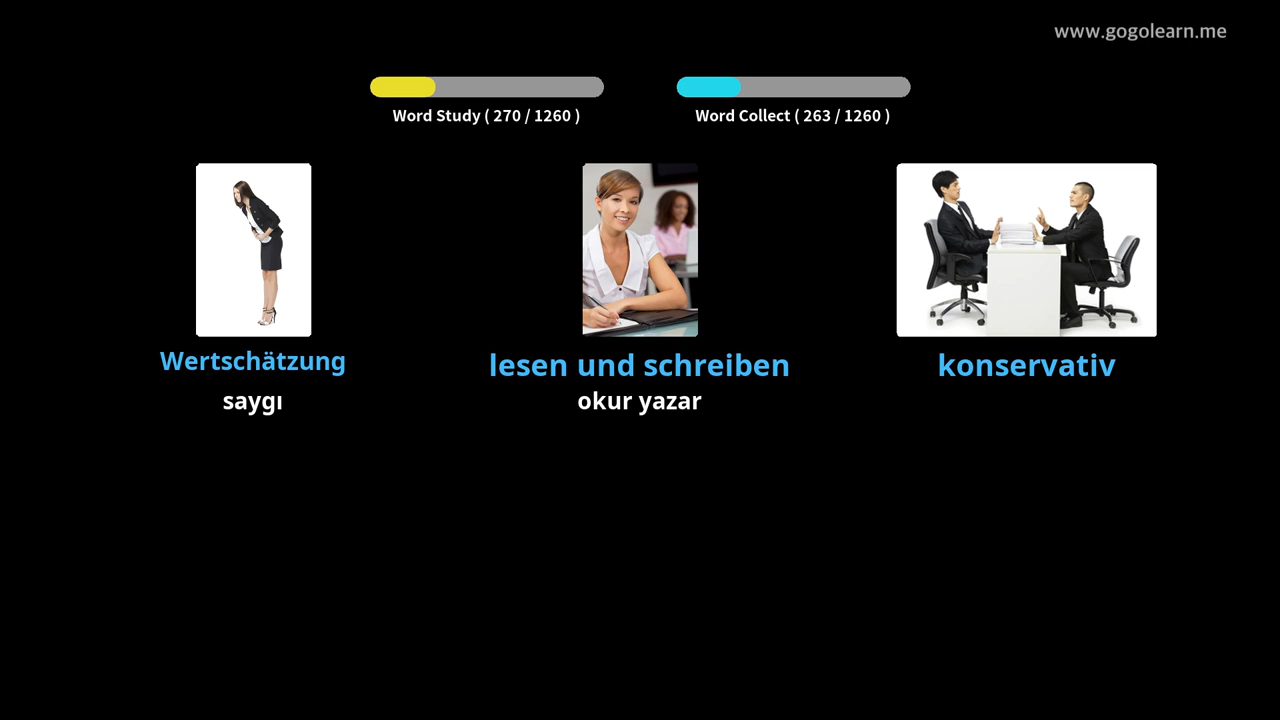 www.gogolearn.me
Word Study ( 270 / 1260 )
Word Collect ( 263 / 1260 )
Wertschätzung
lesen und schreiben
konservativ
saygı
okur yazar